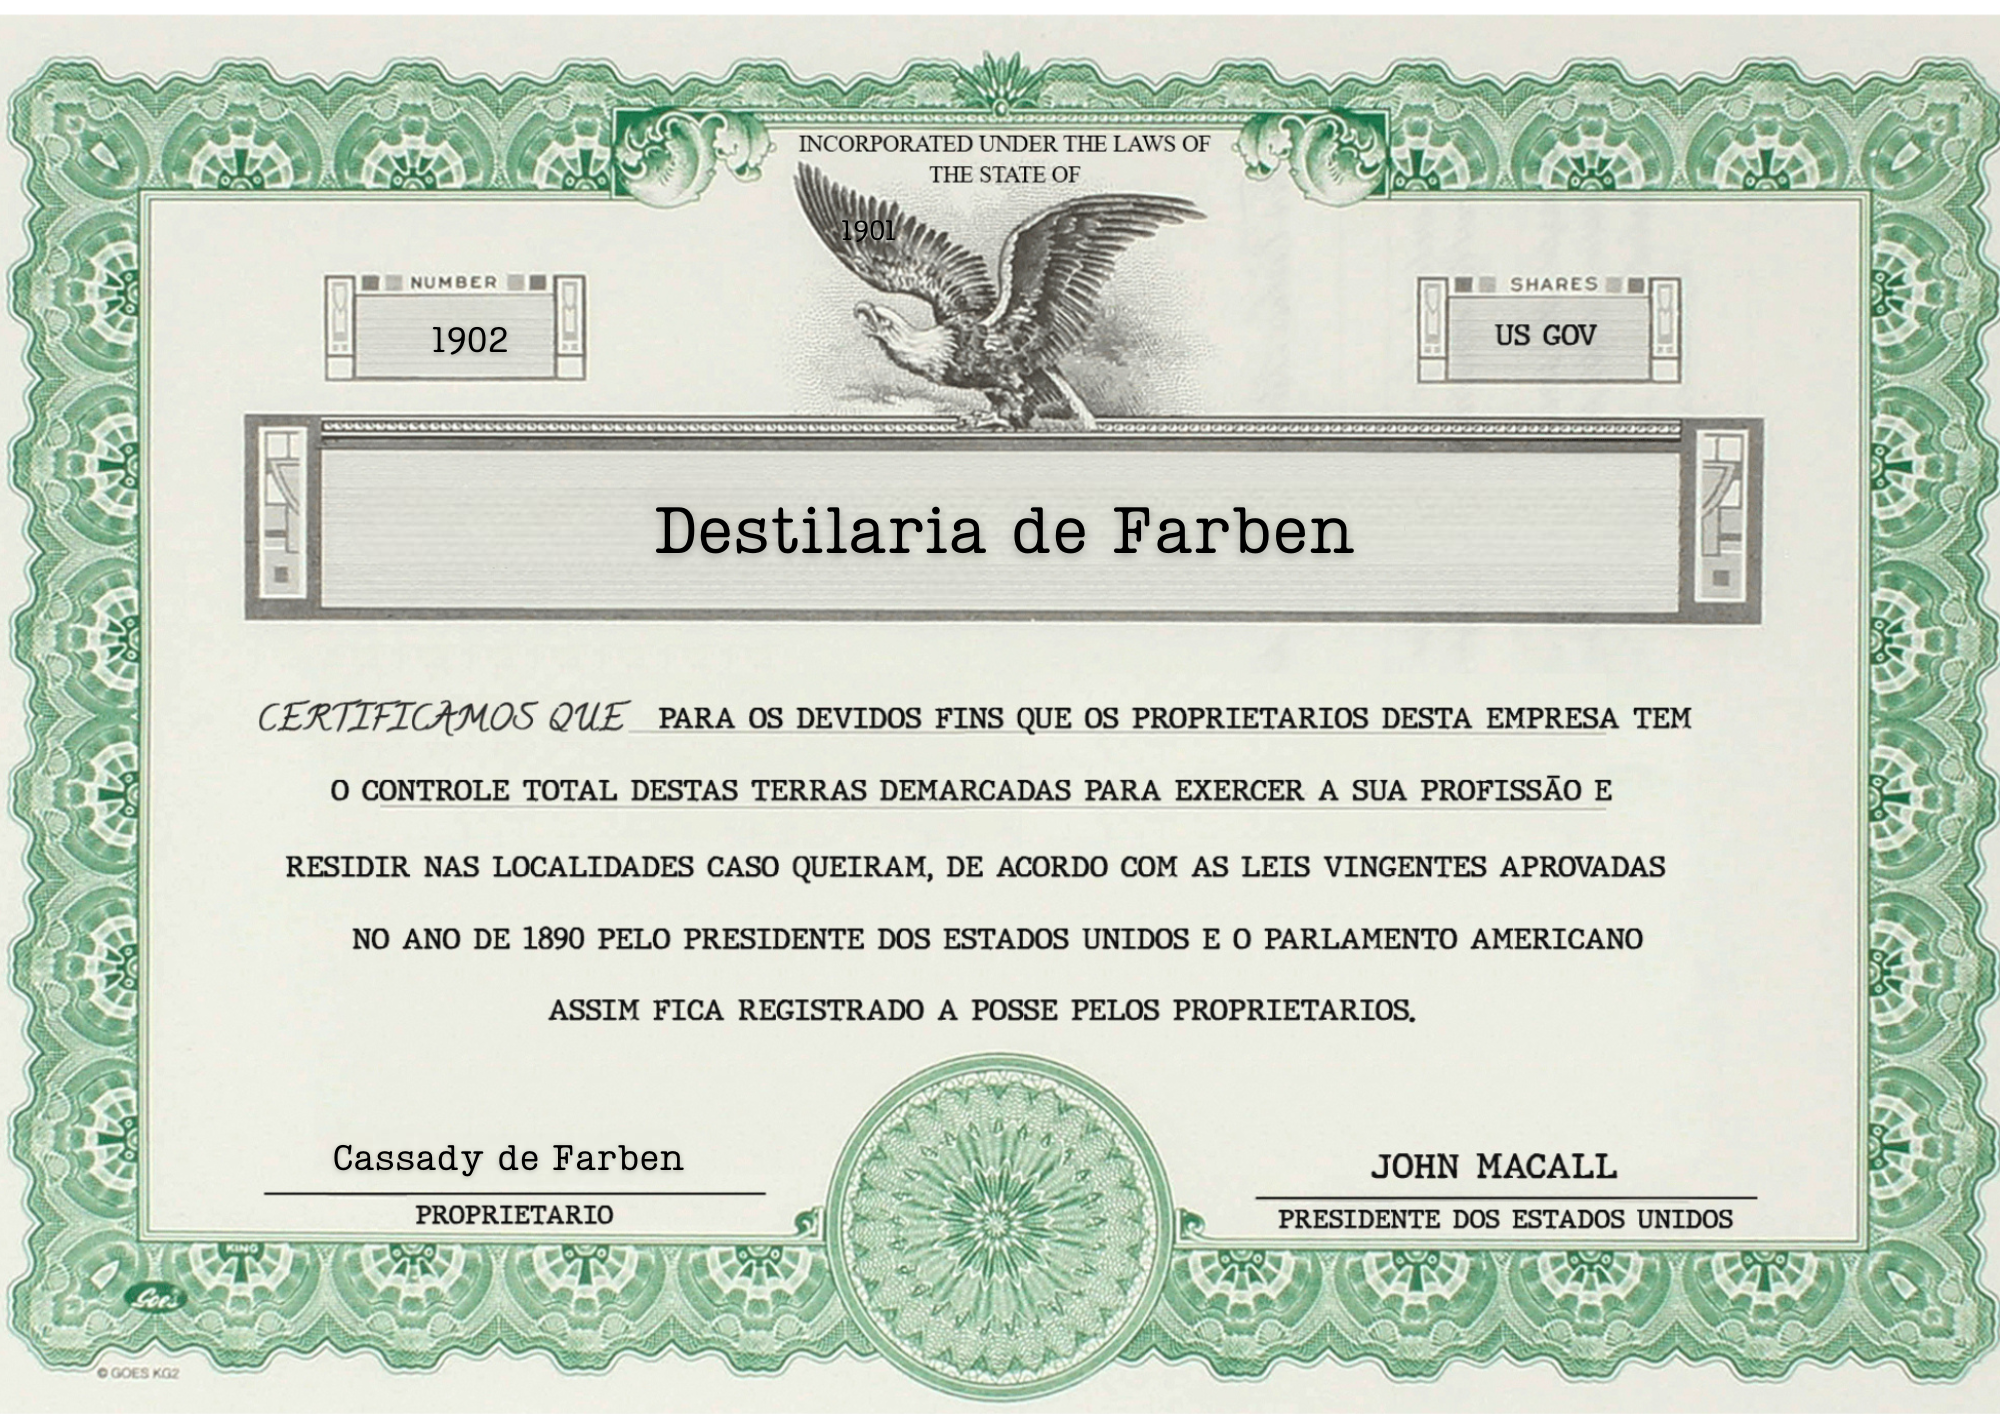 INCORPORATED UNDER THE LAWS OF
THE STATE OF
1901
NUMBER
1902
SHARES
US GOV
Destilaria de Farben
CERTIFICAMOS QUE PARA OS DEVIDOS FINS QUE OS PROPRIETARIOS DESTA EMPRESA TEM
O CONTROLE TOTAL DESTAS TERRAS DEMARCADAS PARA EXERCER A SUA PROFISSÃO E
RESIDIR NAS LOCALIDADES CASO QUEIRAM, DE ACORDO COM AS LEIS VINGENTES APROVADAS
NO ANO DE 1890 PELO PRESIDENTE DOS ESTADOS UNIDOS E O PARLAMENTO AMERICANO
ASSIM FICA REGISTRADO A POSSE PELOS PROPRIETARIOS.
Cassady de Farben
PROPRIETARIO
JOHN MACALL
PRESIDENTE DOS ESTADOS UNIDOS
KING
Goes
© GOES KG2